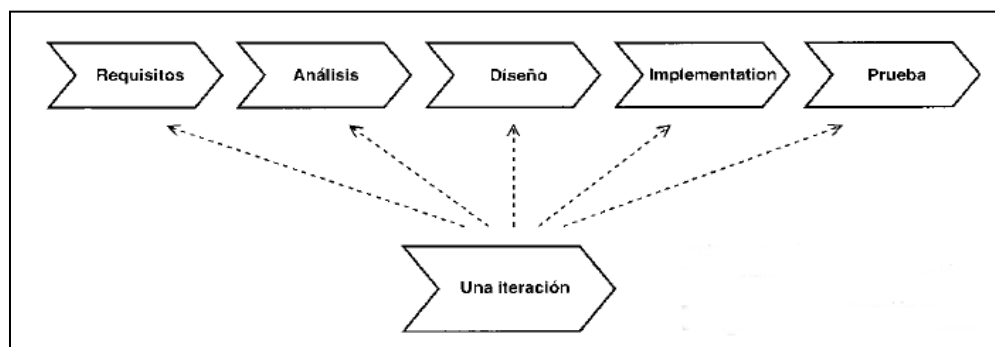 Requisitos
Análisis
Diseño
Implementation
Prueba
Una iteración